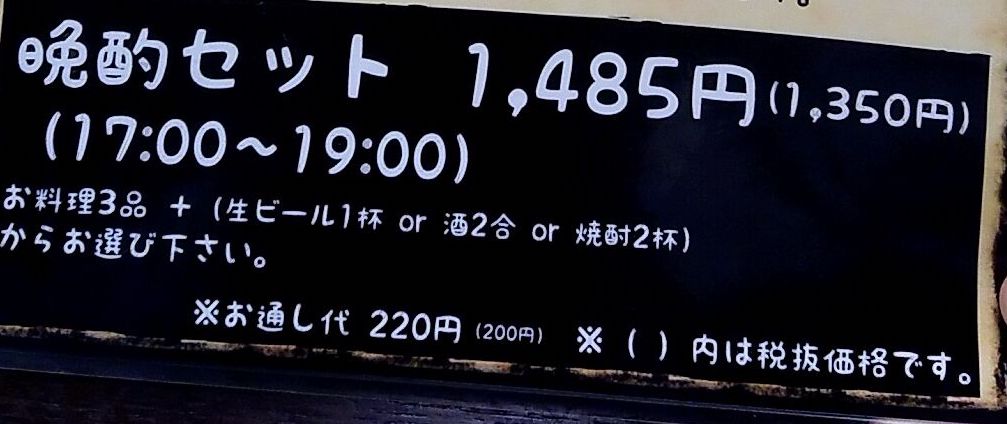 晩酌セット 1,485円(1,350円)
(17:00~19:00)
お料理3品 + (生ビール1杯 or 酒2合 or 焼酎2杯)
からお選び下さい。
※お通し代 220円 (200円) ※ ( ) 内は税抜価格です。